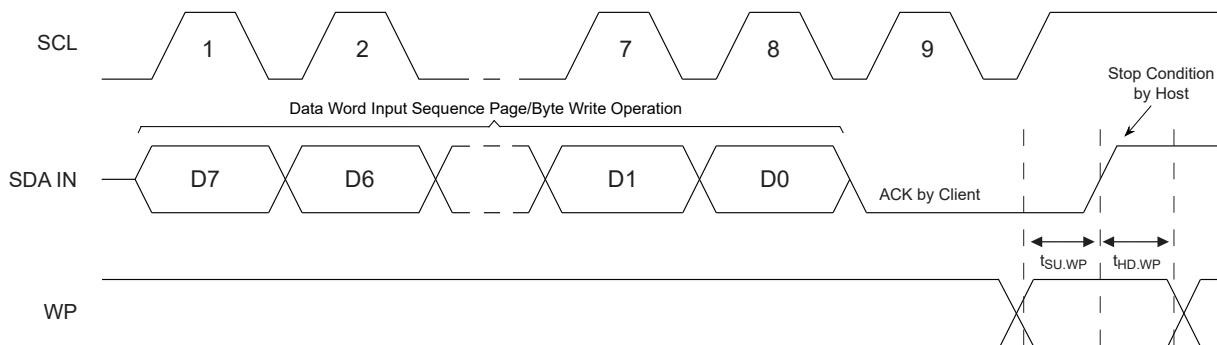 SCL
1
2
7
8
9
Stop Condition
by Host
Data Word Input Sequence Page/Byte Write Operation
SDA IN
D7
D6
D1
D0
ACK by Client
tSU.WP
tHD.WP
WP